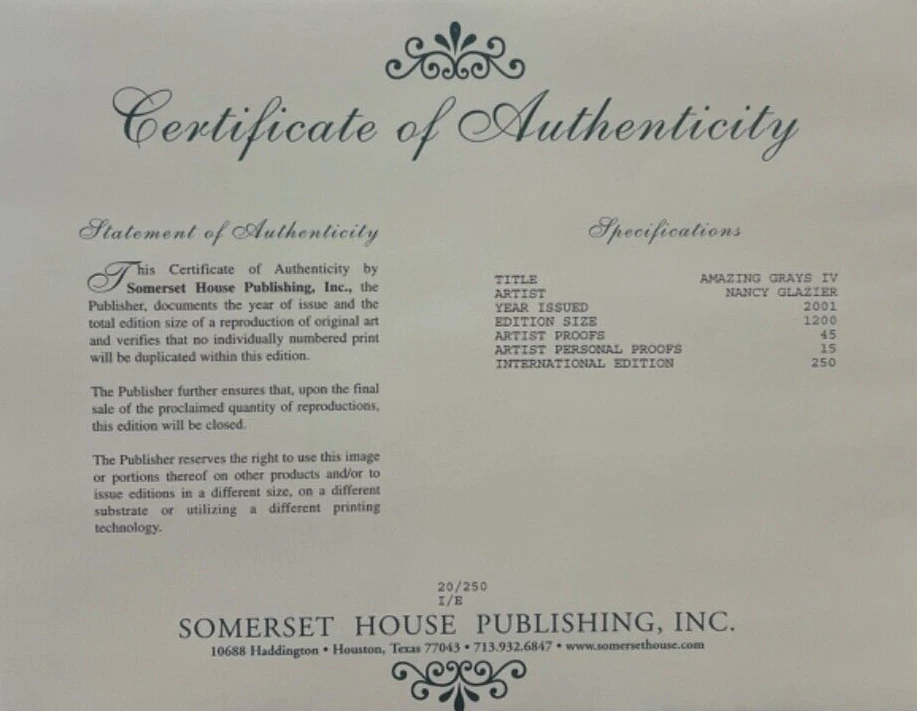 Certificate of Authenticity
Statement of Authenticity
This Certificate of Authenticity by
Somerset House Publishing, Inc., the
Publisher, documents the year of issue and the
total edition size of a reproduction of original art
and verifies that no individually numbered print
will be duplicated within this edition.
The Publisher further ensures that, upon the final
sale of the proclaimed quantity of reproductions,
this edition will be closed.
The Publisher reserves the right to use this image
or portions thereof on other products and/or to
issue editions in a different size, on a different
substrate or utilizing a different printing
technology.
Specifications
TITLE AMAZING GRAYS IV
ARTIST NANCY GLAZIER
YEAR ISSUED 2001
EDITION SIZE 1200
ARTIST PROOFS 45
ARTIST PERSONAL PROOFS 15
INTERNATIONAL EDITION 250
20/250
I/E
SOMERSET HOUSE PUBLISHING, INC.
10688 Haddington • Houston, Texas 77043 • 713.932.6847 • www.somersethouse.com